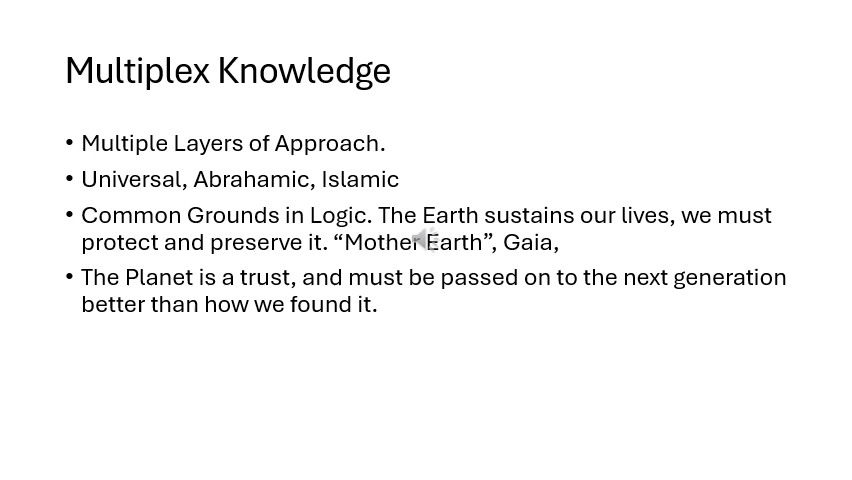 Multiplex Knowledge
• Multiple Layers of Approach.
• Universal, Abrahamic, Islamic
• Common Grounds in Logic. The Earth sustains our lives, we must
protect and preserve it. “Mother Earth”, Gaia,
• The Planet is a trust, and must be passed on to the next generation
better than how we found it.